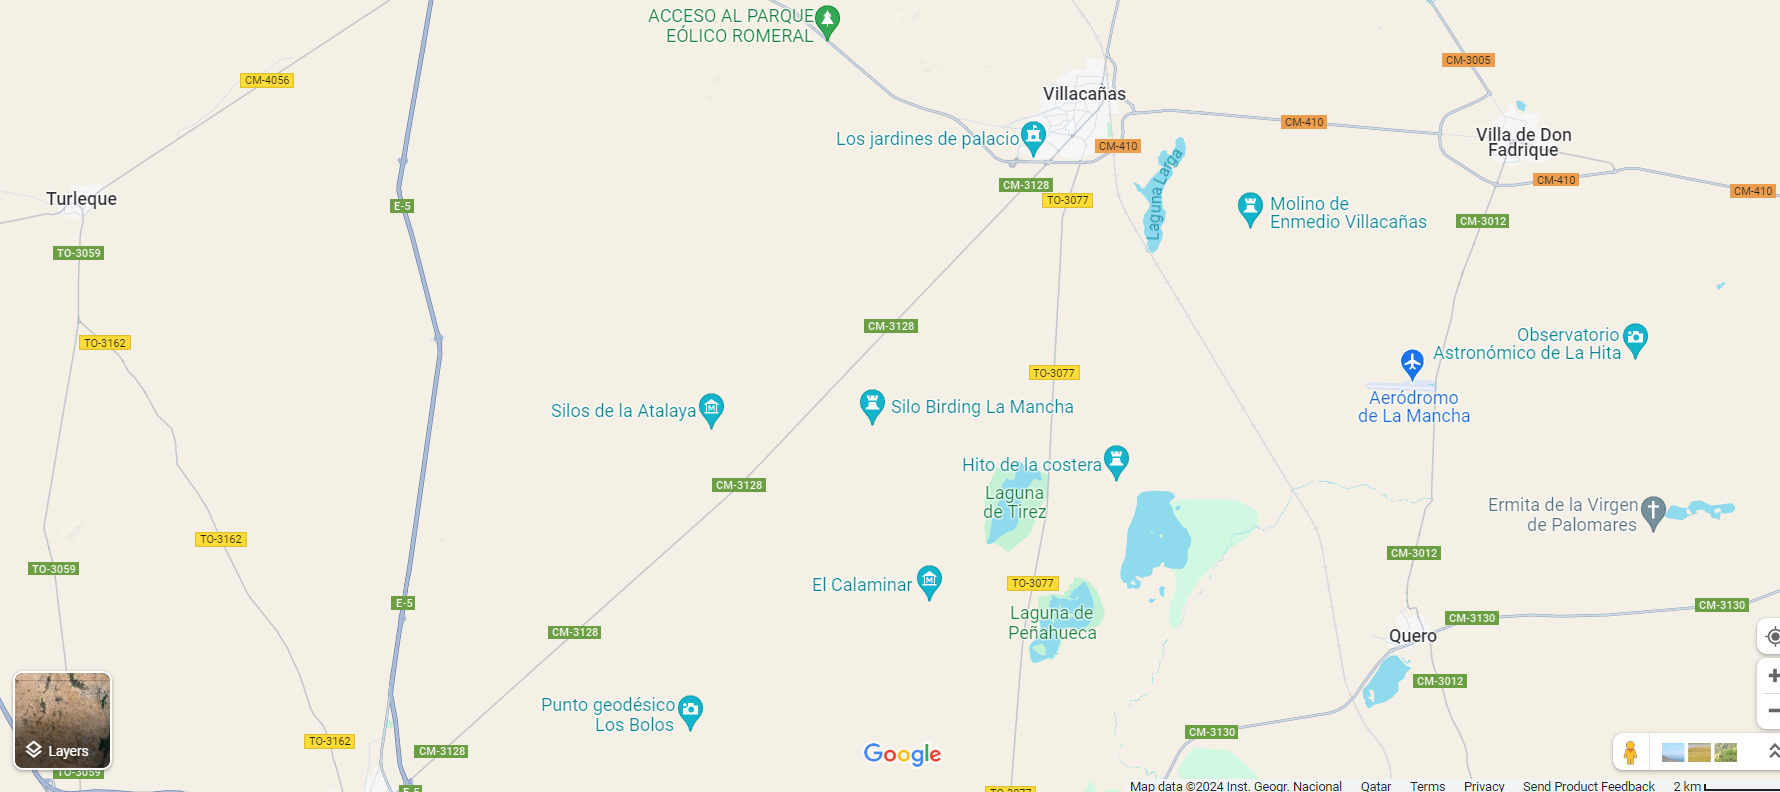 ACCESO AL PARQUE
EÓLICO ROMERAL
CM-3005
CM-4056
Villacañas
CM-410
Villa de Don
Fadrique
Los jardines de palacio
CM-410
Laguna Larga
CM-410
CM-410
CM-3128
TO-3077
Turleque
E-5
Molino de
Enmedio Villacañas
CM-3012
TO-3059
CM-3128
TO-3162
Observatorio
Astronómico de La Hita
TO-3077
Aeródromo
de La Mancha
Silos de la Atalaya
Silo Birding La Mancha
Hito de la costera
CM-3128
Laguna
de Tirez
Ermita de la Virgen
de Palomares
TO-3162
CM-3012
TO-3059
El Calaminar
TO-3077
E-5
Laguna de
Peñahueca
CM-3130
CM-3130
CM-3128
Quero
CM-3012
Punto geodésico
Los Bolos
CM-3130
TO-3162
CM-3128
Layers
Google
TO-3059
E-5
TO-3077
Map data ©2024 Inst. Geogr. Nacional Qatar Terms Privacy Send Product Feedback 2 km